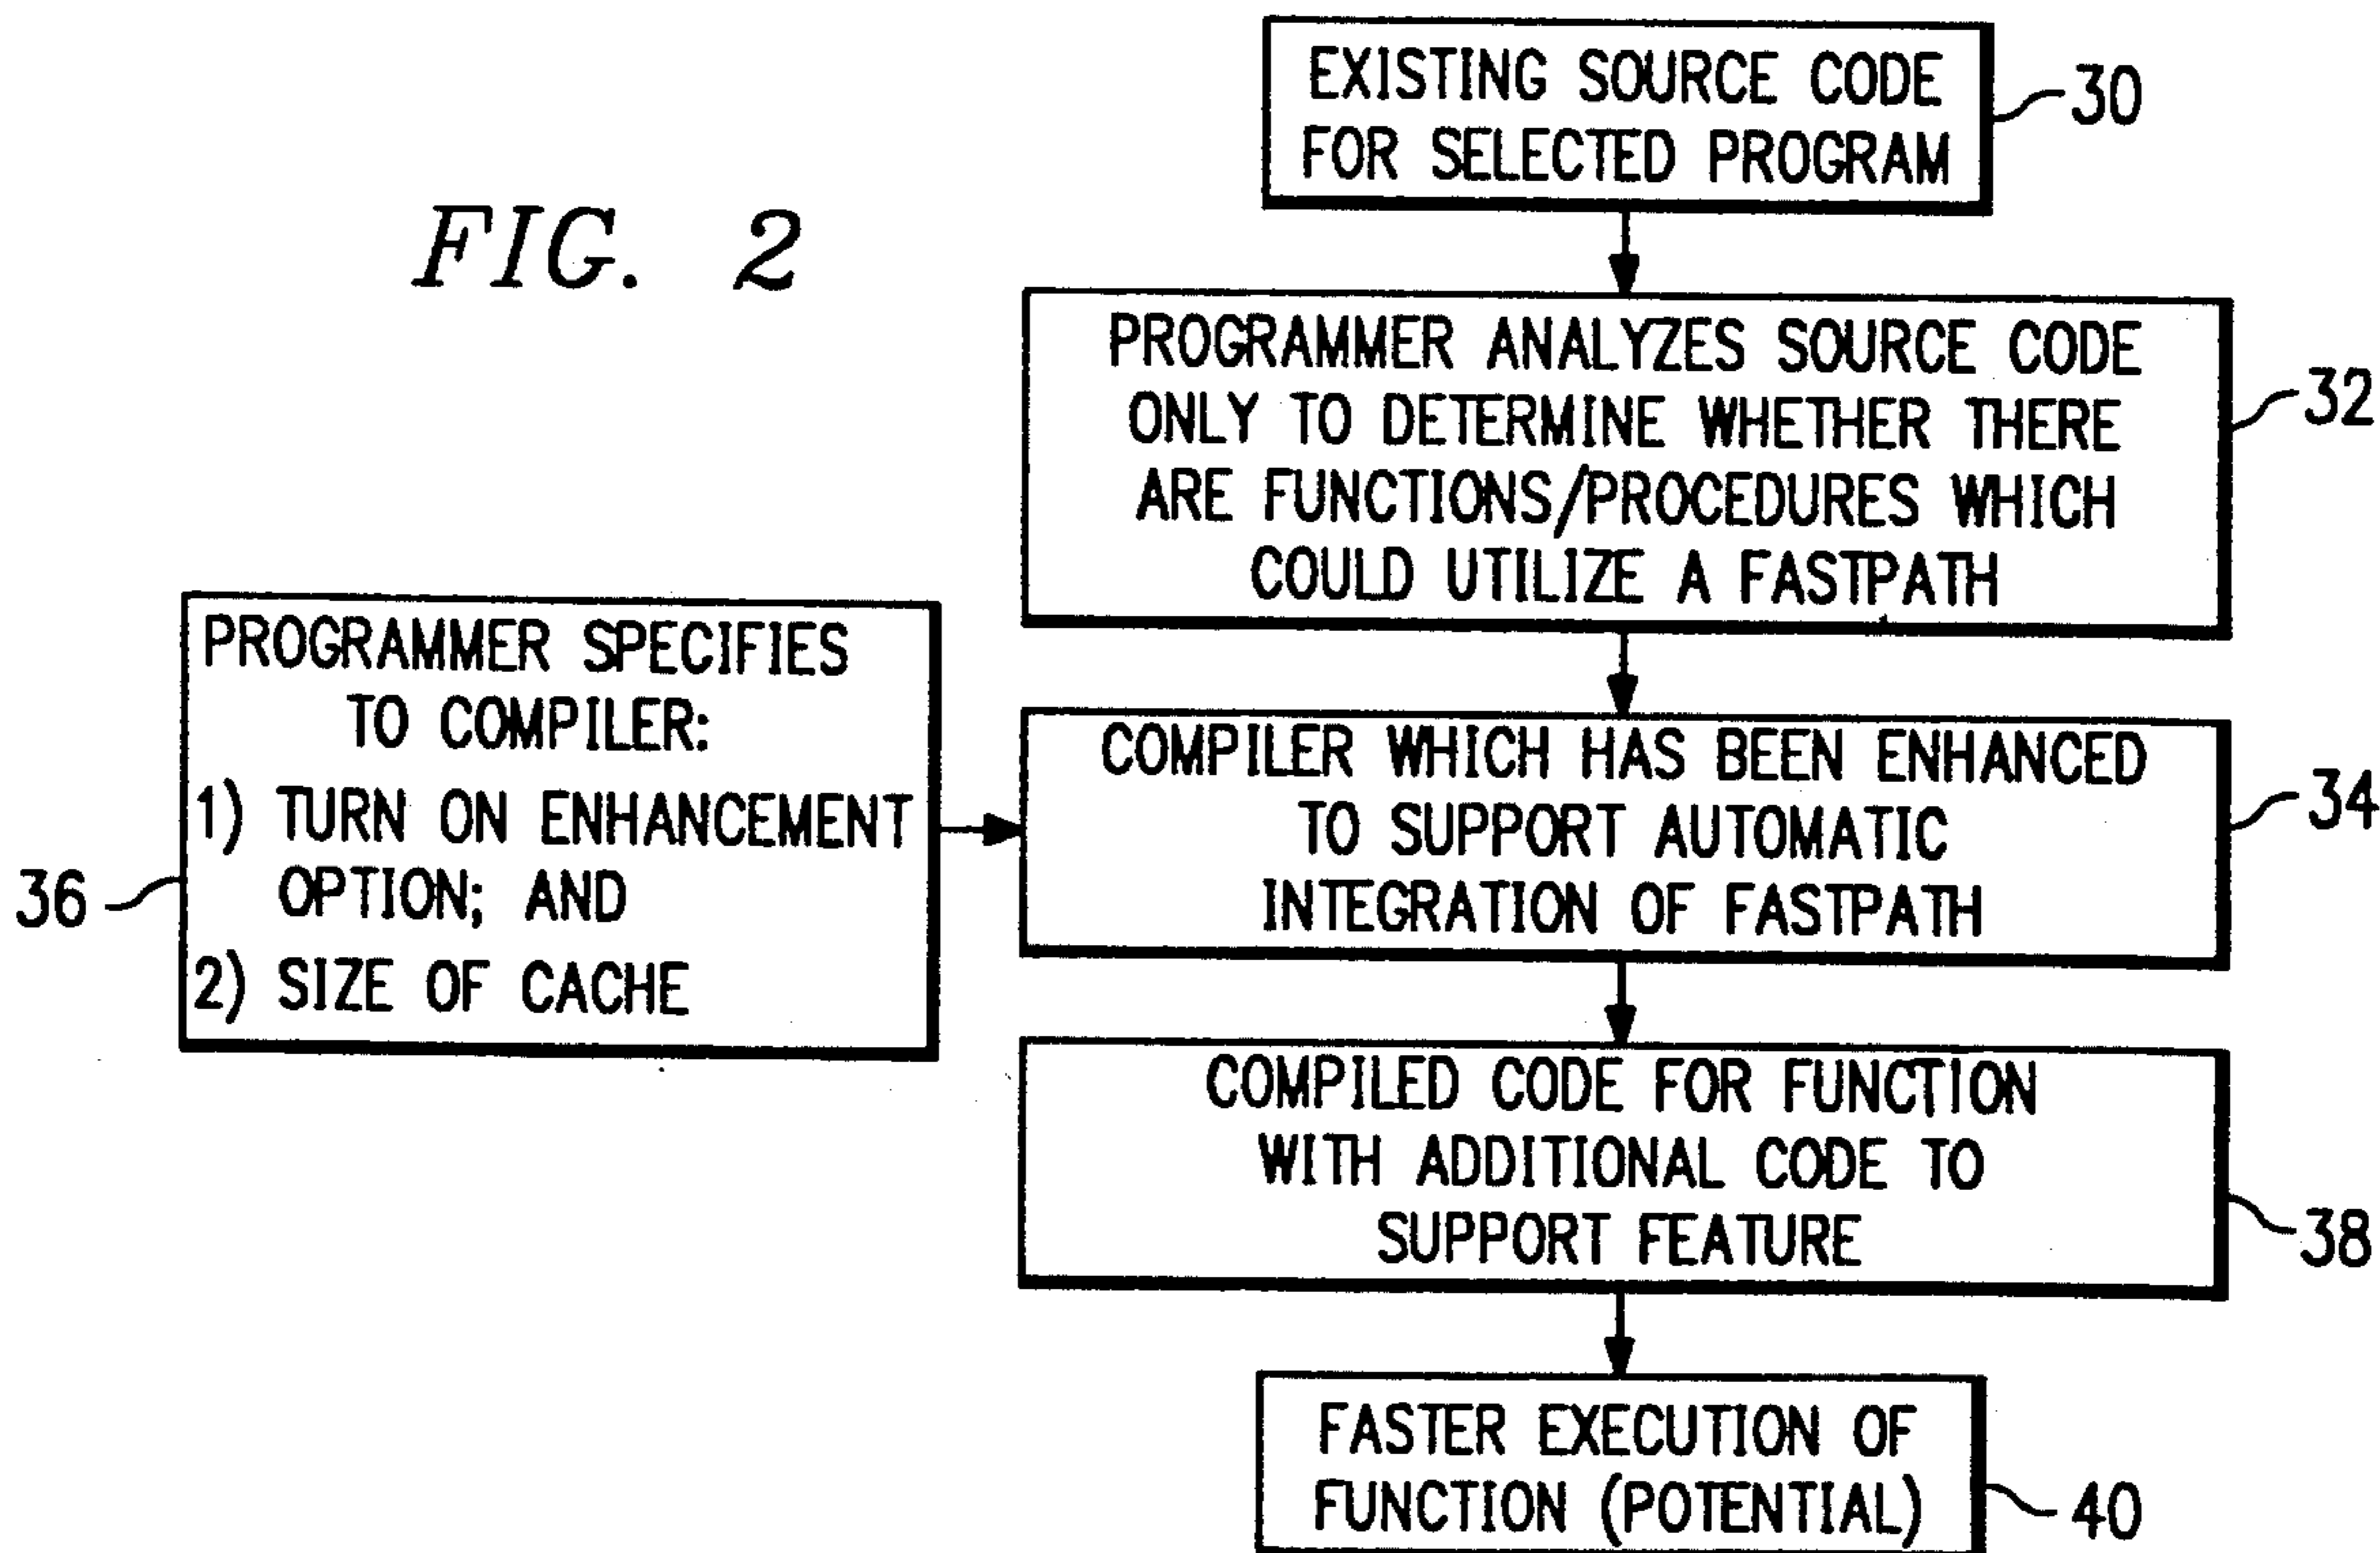 FIG. 2
EXISTING SOURCE CODE
FOR SELECTED PROGRAM
30
PROGRAMMER ANALYZES SOURCE CODE
ONLY TO DETERMINE WHETHER THERE
ARE FUNCTIONS/PROCEDURES WHICH
COULD UTILIZE A FASTPATH
32
PROGRAMMER SPECIFIES
TO COMPILER:
1) TURN ON ENHANCEMENT
OPTION; AND
2) SIZE OF CACHE
36
COMPILER WHICH HAS BEEN ENHANCED
TO SUPPORT AUTOMATIC
INTEGRATION OF FASTPATH
34
COMPILED CODE FOR FUNCTION
WITH ADDITIONAL CODE TO
SUPPORT FEATURE
38
FASTER EXECUTION OF
FUNCTION (POTENTIAL)
40